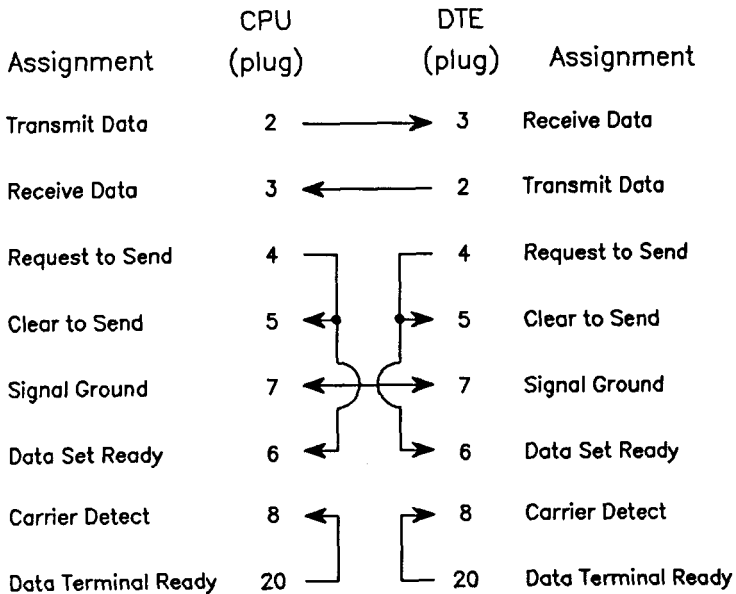 CPU DTE
Assignment (plug) (plug) Assignment
Transmit Data 2 3 Receive Data
Receive Data 3 2 Transmit Data
Request to Send 4 4 Request to Send
Clear to Send 5 5 Clear to Send
Signal Ground 7 7 Signal Ground
Data Set Ready 6 6 Data Set Ready
Carrier Detect 8 8 Carrier Detect
Data Terminal Ready 20 20 Data Terminal Ready